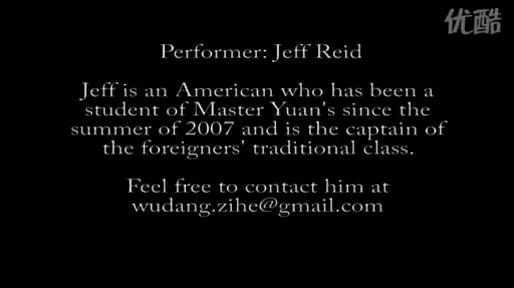 优酷
Performer: Jeff Reid
Jeff is an American who has been a
student of Master Yuan's since the
summer of 2007 and is the captain of
the foreigners' traditional class.
Feel free to contact him at
wudang.zihe@gmail.com